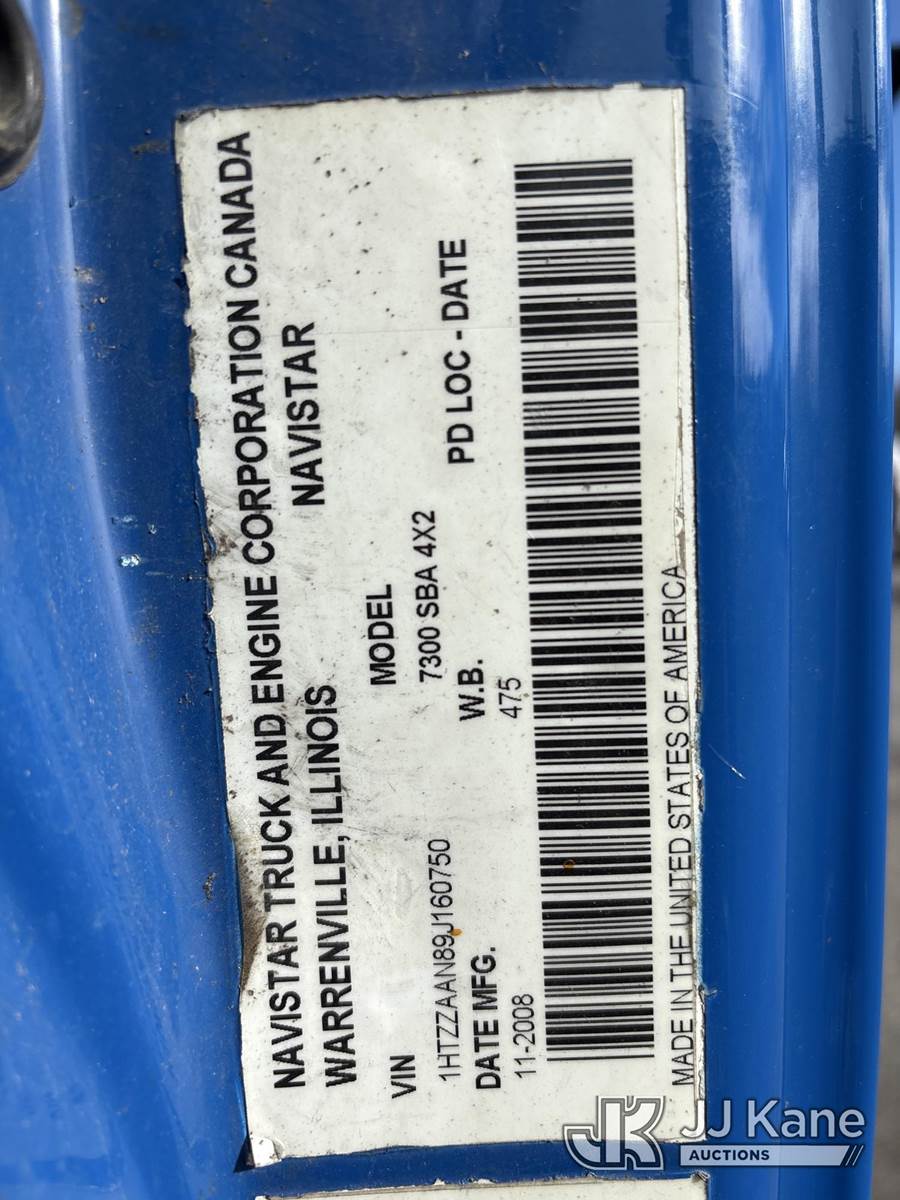 NAVISTAR TRUCK AND ENGINE CORPORATION CANADA
WARRENVILLE, ILLINOIS NAVISTAR
VIN MODEL
1HTZZAAN89J160750 7300 SBA 4X2
DATE MFG. W.B. PD LOC - DATE
11-2008 475
MADE IN THE UNITED STATES OF AMERICA
JK JJ Kane
AUCTIONS